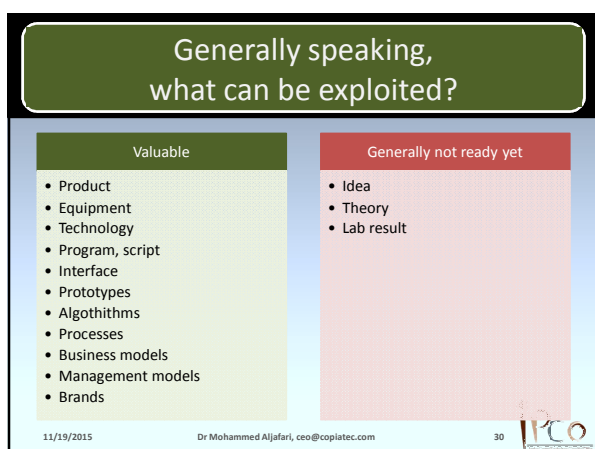 Generally speaking,
what can be exploited?
Valuable
• Product
• Equipment
• Technology
• Program, script
• Interface
• Prototypes
• Algothithms
• Processes
• Business models
• Management models
• Brands
Generally not ready yet
• Idea
• Theory
• Lab result
11/19/2015
Dr Mohammed Aljafari, ceo@copiatec.com
30
IPCO